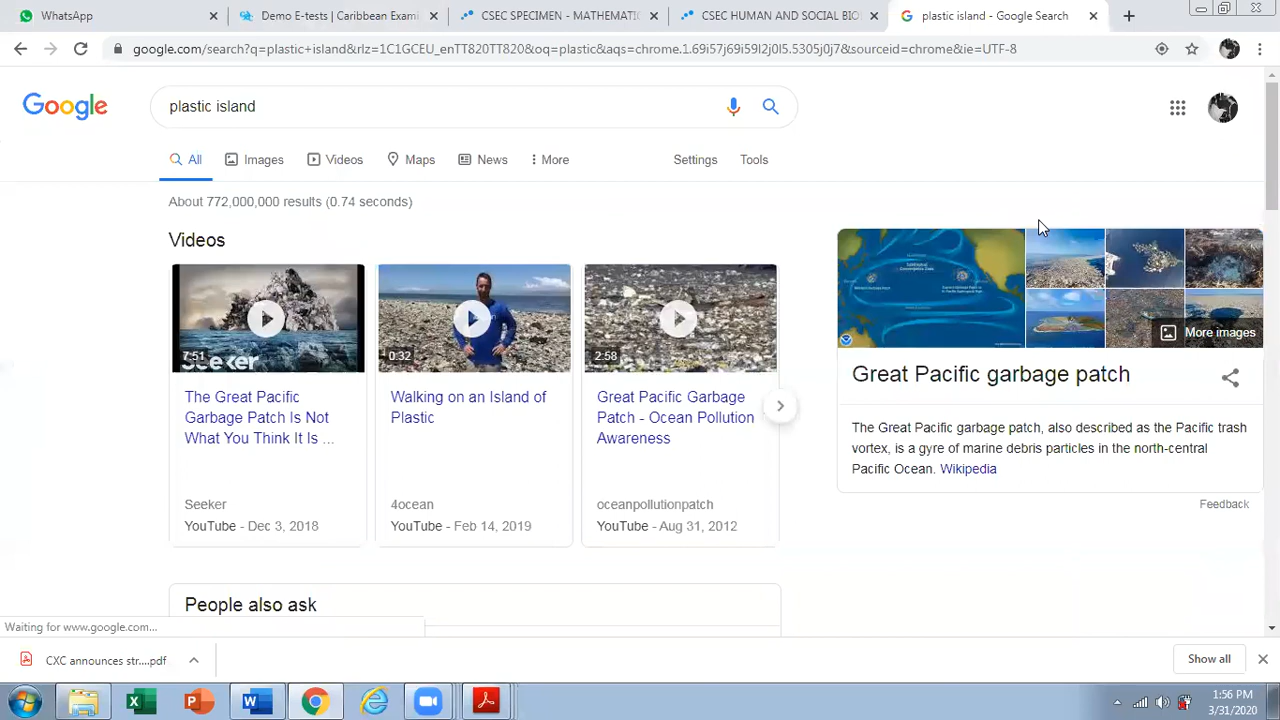 WhatsApp
Demo E-tests | Caribbean Exami
CSEC SPECIMEN - MATHEMATIC
CSEC HUMAN AND SOCIAL BIO
plastic island - Google Search
google.com/search?q=plastic+island&rlz=1C1GCEU_enTT820TT820&oq=plastic&aqs=chrome.1.69i57j69i59l2j0l5.5305j0j7&sourceid=chrome&ie=UTF-8
Google
plastic island
All
Images
Videos
Maps
News
More
Settings
Tools
About 772,000,000 results (0.74 seconds)
Videos
7:51
seeker
The Great Pacific
Garbage Patch Is Not
What You Think It Is ...
Seeker
YouTube - Dec 3, 2018
0:32
Walking on an Island of
Plastic
4ocean
YouTube - Feb 14, 2019
2:58
Great Pacific Garbage
Patch - Ocean Pollution
Awareness
oceanpollutionpatch
YouTube - Aug 31, 2012
More images
Great Pacific garbage patch
The Great Pacific garbage patch, also described as the Pacific trash
vortex, is a gyre of marine debris particles in the north-central
Pacific Ocean. Wikipedia
Feedback
People also ask
Waiting for www.google.com...
CXC announces str....pdf
Show all
1:56 PM
3/31/2020